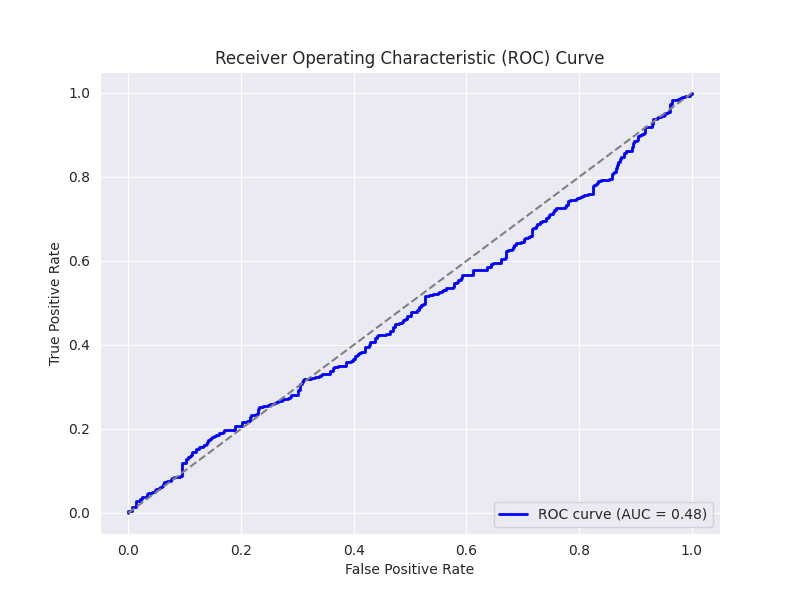 Receiver Operating Characteristic (ROC) Curve
1.0
0.8
0.6
0.4
0.2
0.0
True Positive Rate
ROC curve (AUC = 0.48)
0.0 0.2 0.4 0.6 0.8 1.0
False Positive Rate